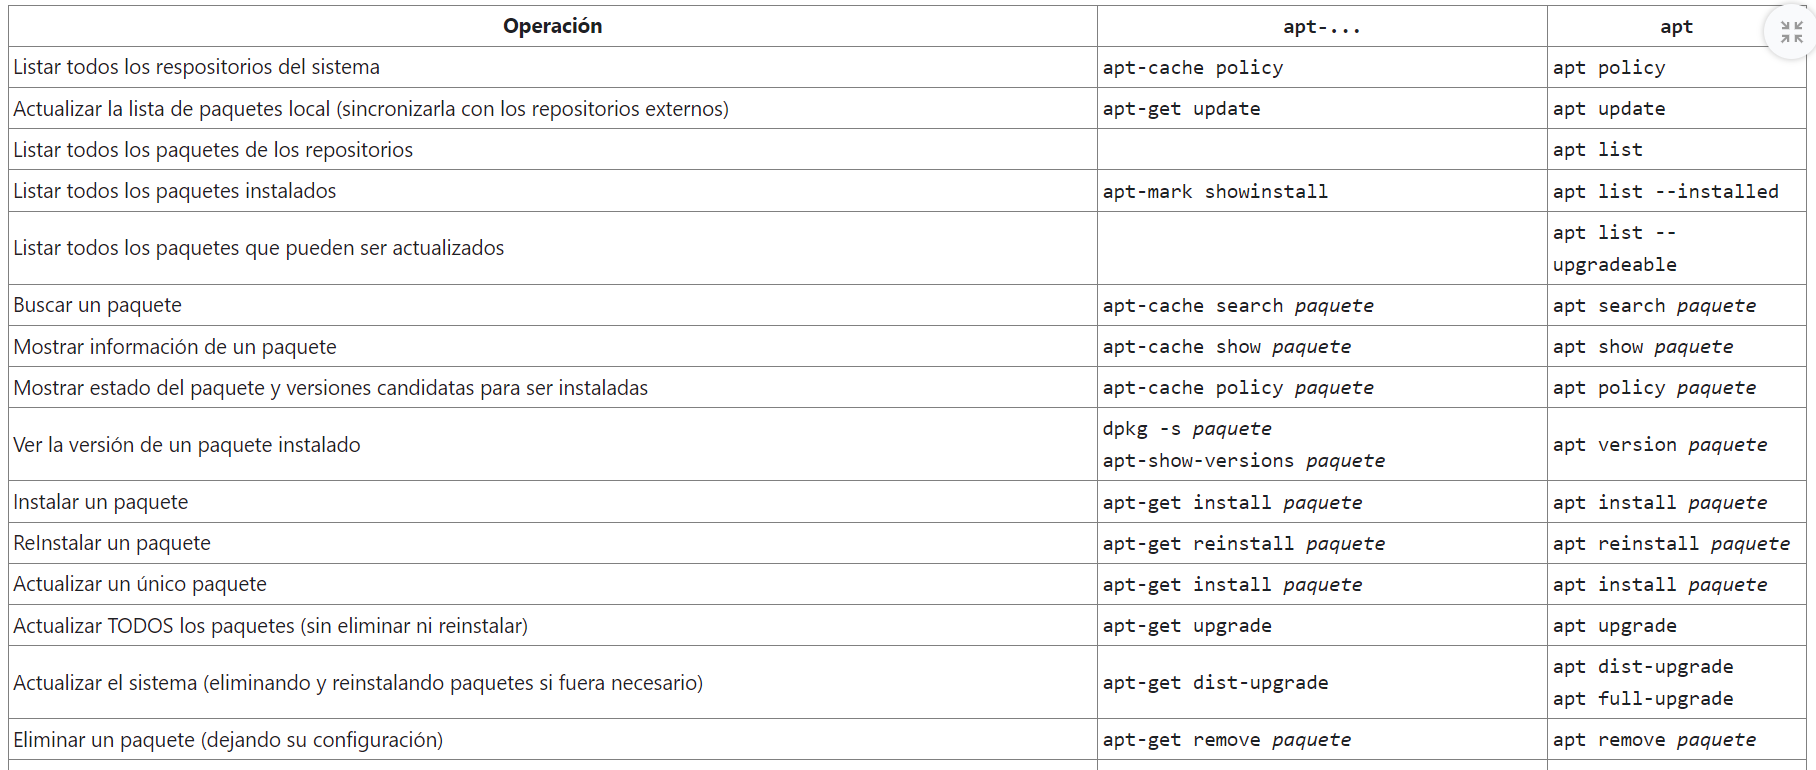 Operación apt-... apt
Listar todos los respositorios del sistema apt-cache policy apt policy
Actualizar la lista de paquetes local (sincronizarla con los repositorios externos) apt-get update apt update
Listar todos los paquetes de los repositorios apt list
Listar todos los paquetes instalados apt-mark showinstall apt list --installed
Listar todos los paquetes que pueden ser actualizados apt list --
upgradeable
Buscar un paquete apt-cache search paquete apt search paquete
Mostrar información de un paquete apt-cache show paquete apt show paquete
Mostrar estado del paquete y versiones candidatas para ser instaladas apt-cache policy paquete apt policy paquete
Ver la versión de un paquete instalado dpkg -s paquete
apt-show-versions paquete apt version paquete
Instalar un paquete apt-get install paquete apt install paquete
ReInstalar un paquete apt-get reinstall paquete apt reinstall paquete
Actualizar un único paquete apt-get install paquete apt install paquete
Actualizar TODOS los paquetes (sin eliminar ni reinstalar) apt-get upgrade apt upgrade
Actualizar el sistema (eliminando y reinstalando paquetes si fuera necesario) apt-get dist-upgrade apt dist-upgrade
apt full-upgrade
Eliminar un paquete (dejando su configuración) apt-get remove paquete apt remove paquete